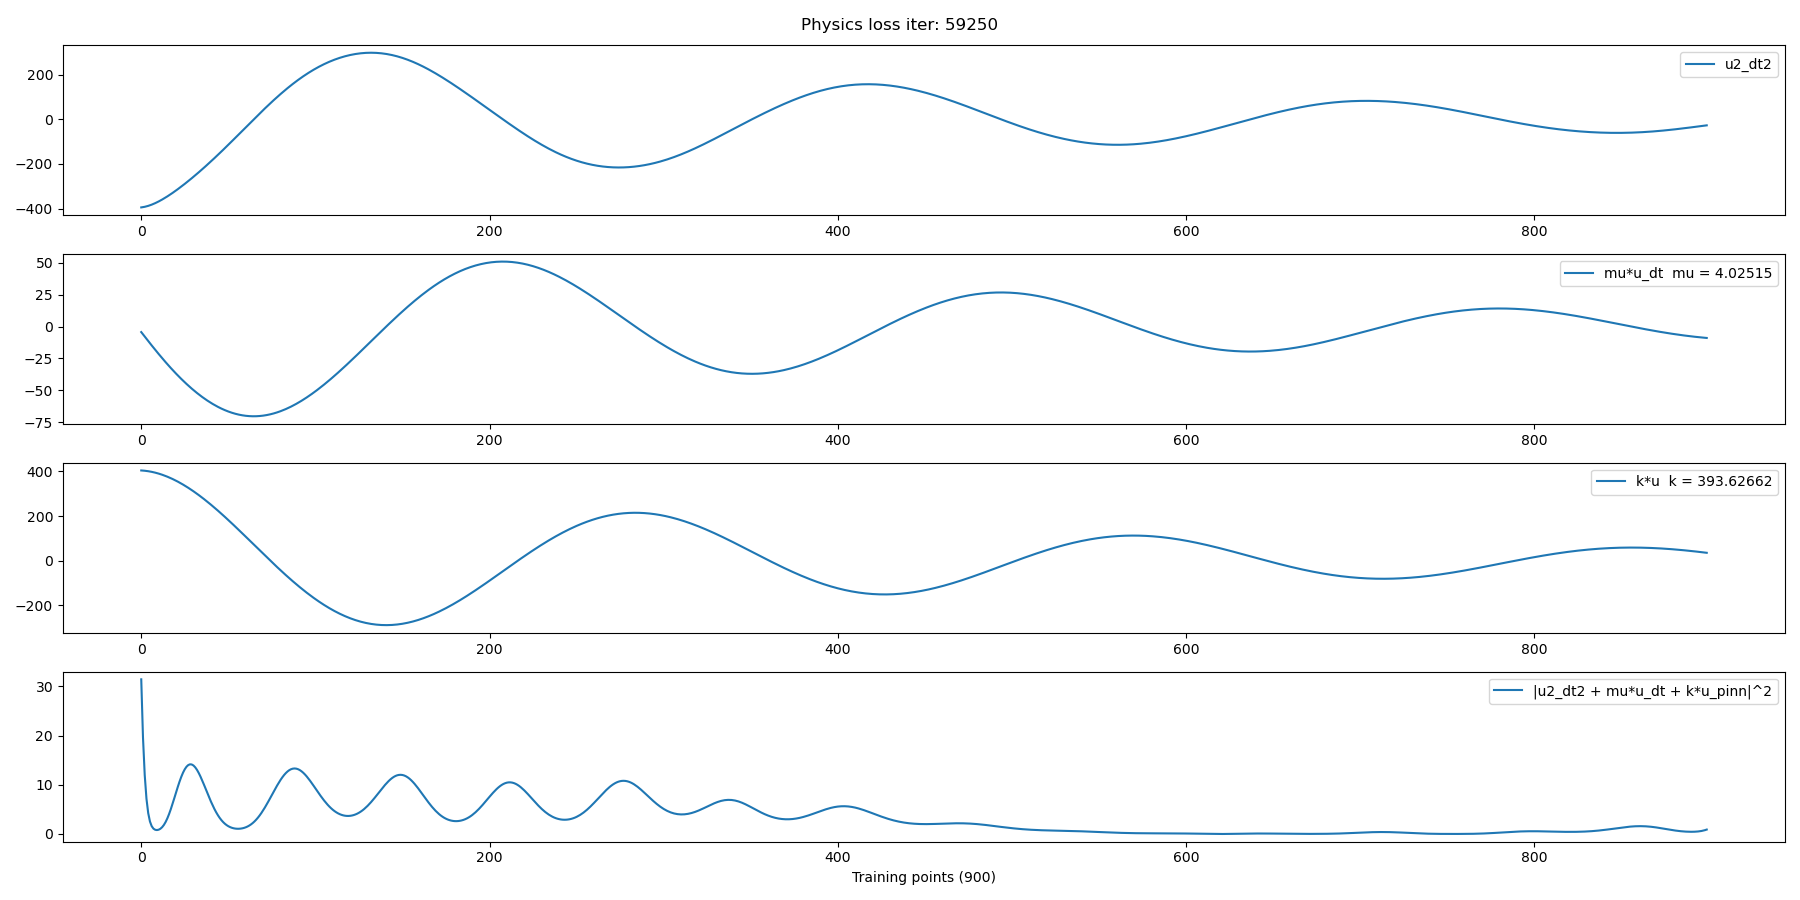 Physics loss iter: 59250
u2_dt2
200
0
−200
−400
0 200 400 600 800
mu*u_dt  mu = 4.02515
50
25
0
−25
−50
−75
0 200 400 600 800
k*u  k = 393.62662
400
200
0
−200
0 200 400 600 800
|u2_dt2 + mu*u_dt + k*u_pinn|^2
30
20
10
0
0 200 400 600 800
Training points (900)